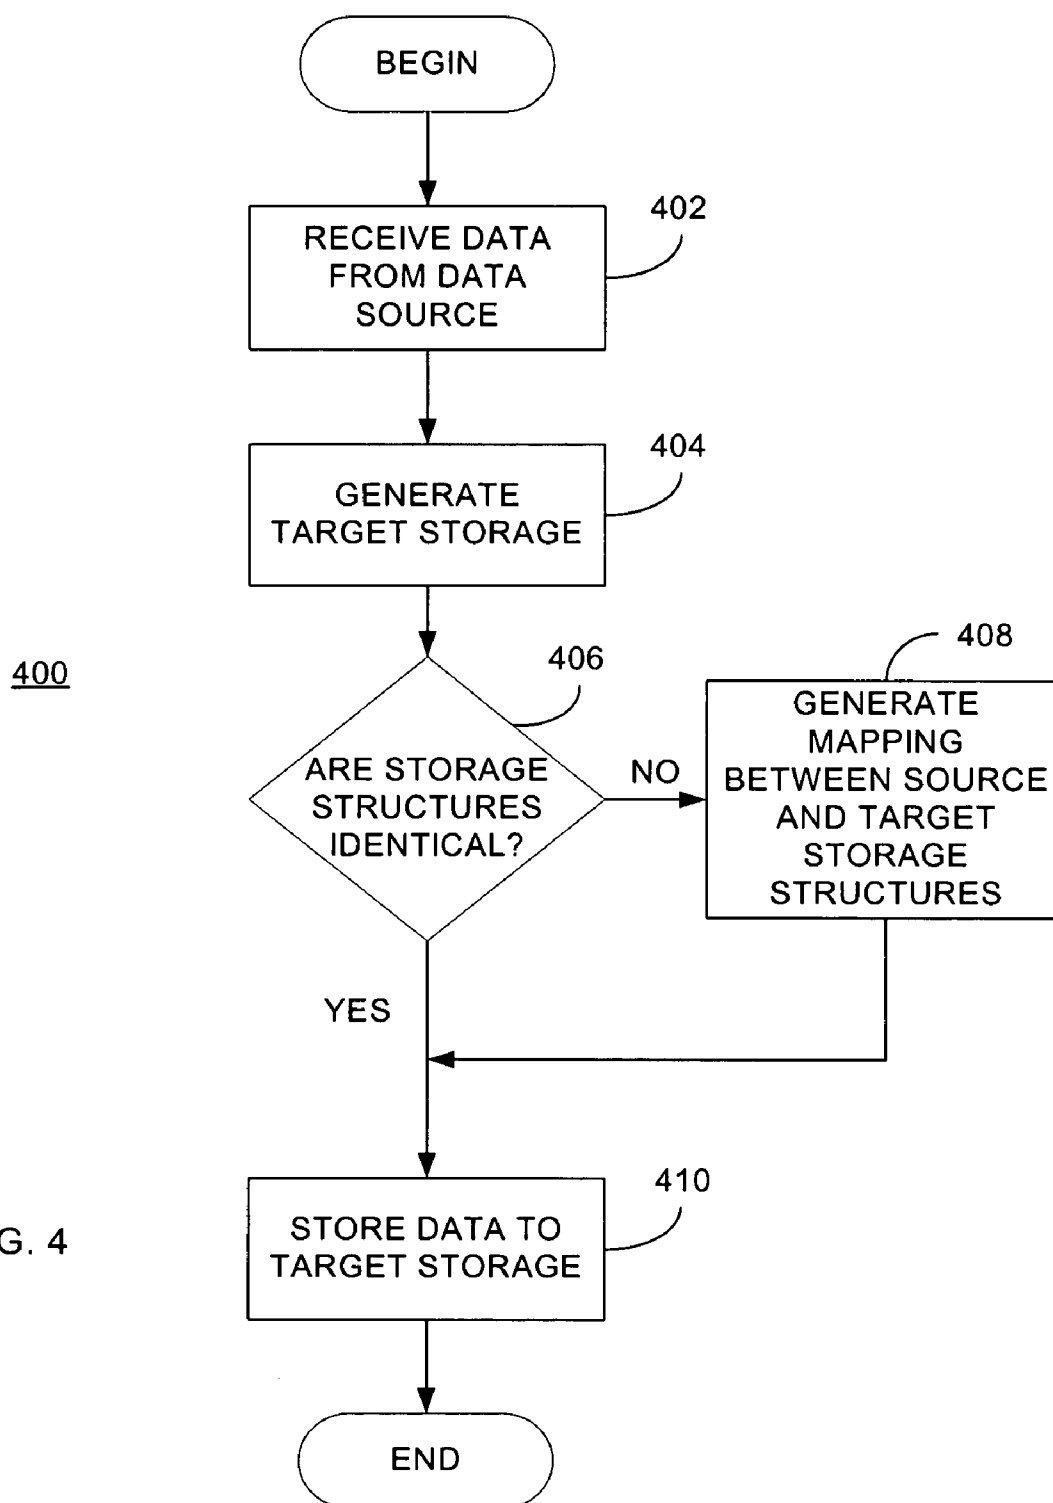 BEGIN
402
RECEIVE DATA
FROM DATA
SOURCE
404
GENERATE
TARGET STORAGE
400
406
ARE STORAGE
STRUCTURES
IDENTICAL?
NO
408
GENERATE
MAPPING
BETWEEN SOURCE
AND TARGET
STORAGE
STRUCTURES
YES
410
STORE DATA TO
TARGET STORAGE
G. 4
END